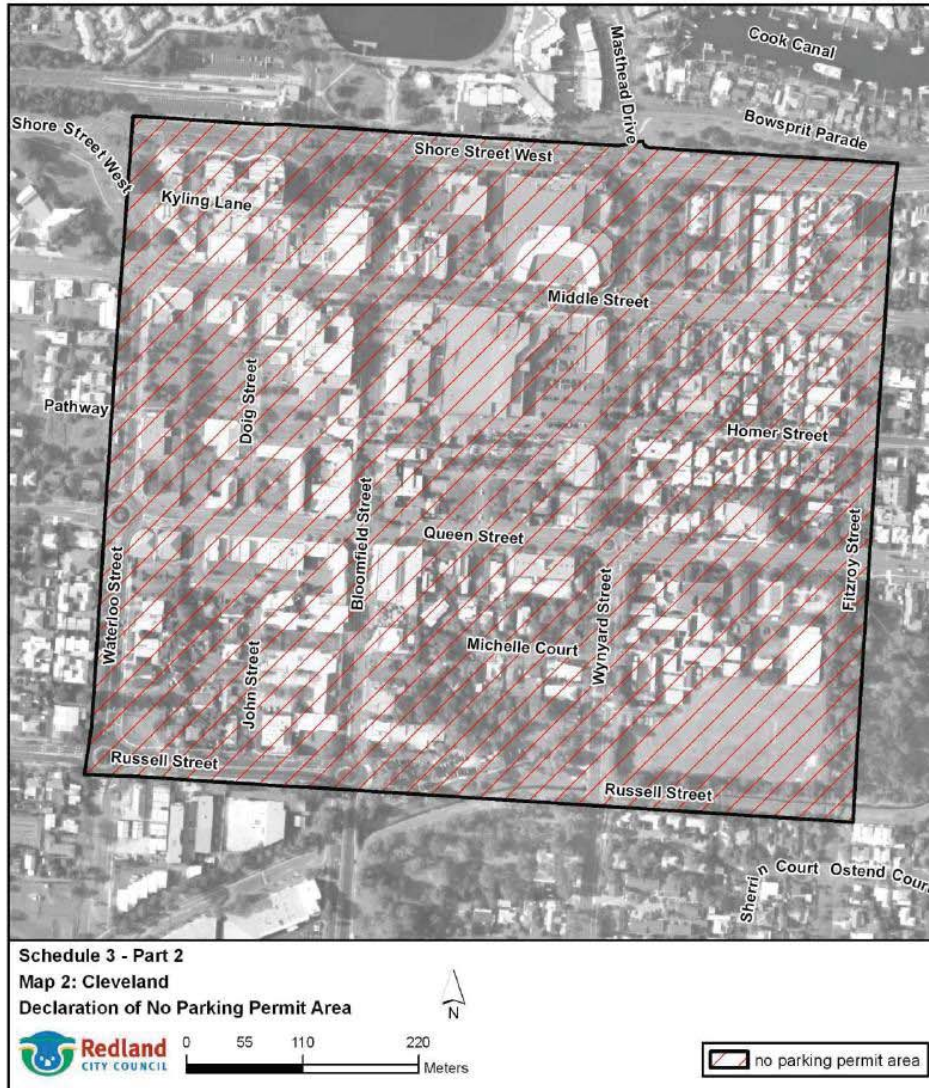 Cook Canal
Masthead Drive
Bowsprit Parade
Shore Street West
Shore Street West
Kyling Lane
Middle Street
Doig Street
Pathway
Homer Street
Bloomfield Street
Queen Street
Fitzroy Street
Waterloo Street
Wynyard Street
Michelle Court
John Street
Russell Street
Russell Street
Sherrin Court
Ostend Court
Schedule 3 - Part 2
Map 2: Cleveland
Declaration of No Parking Permit Area
N
Redland
CITY COUNCIL
0 55 110 220
Meters
no parking permit area